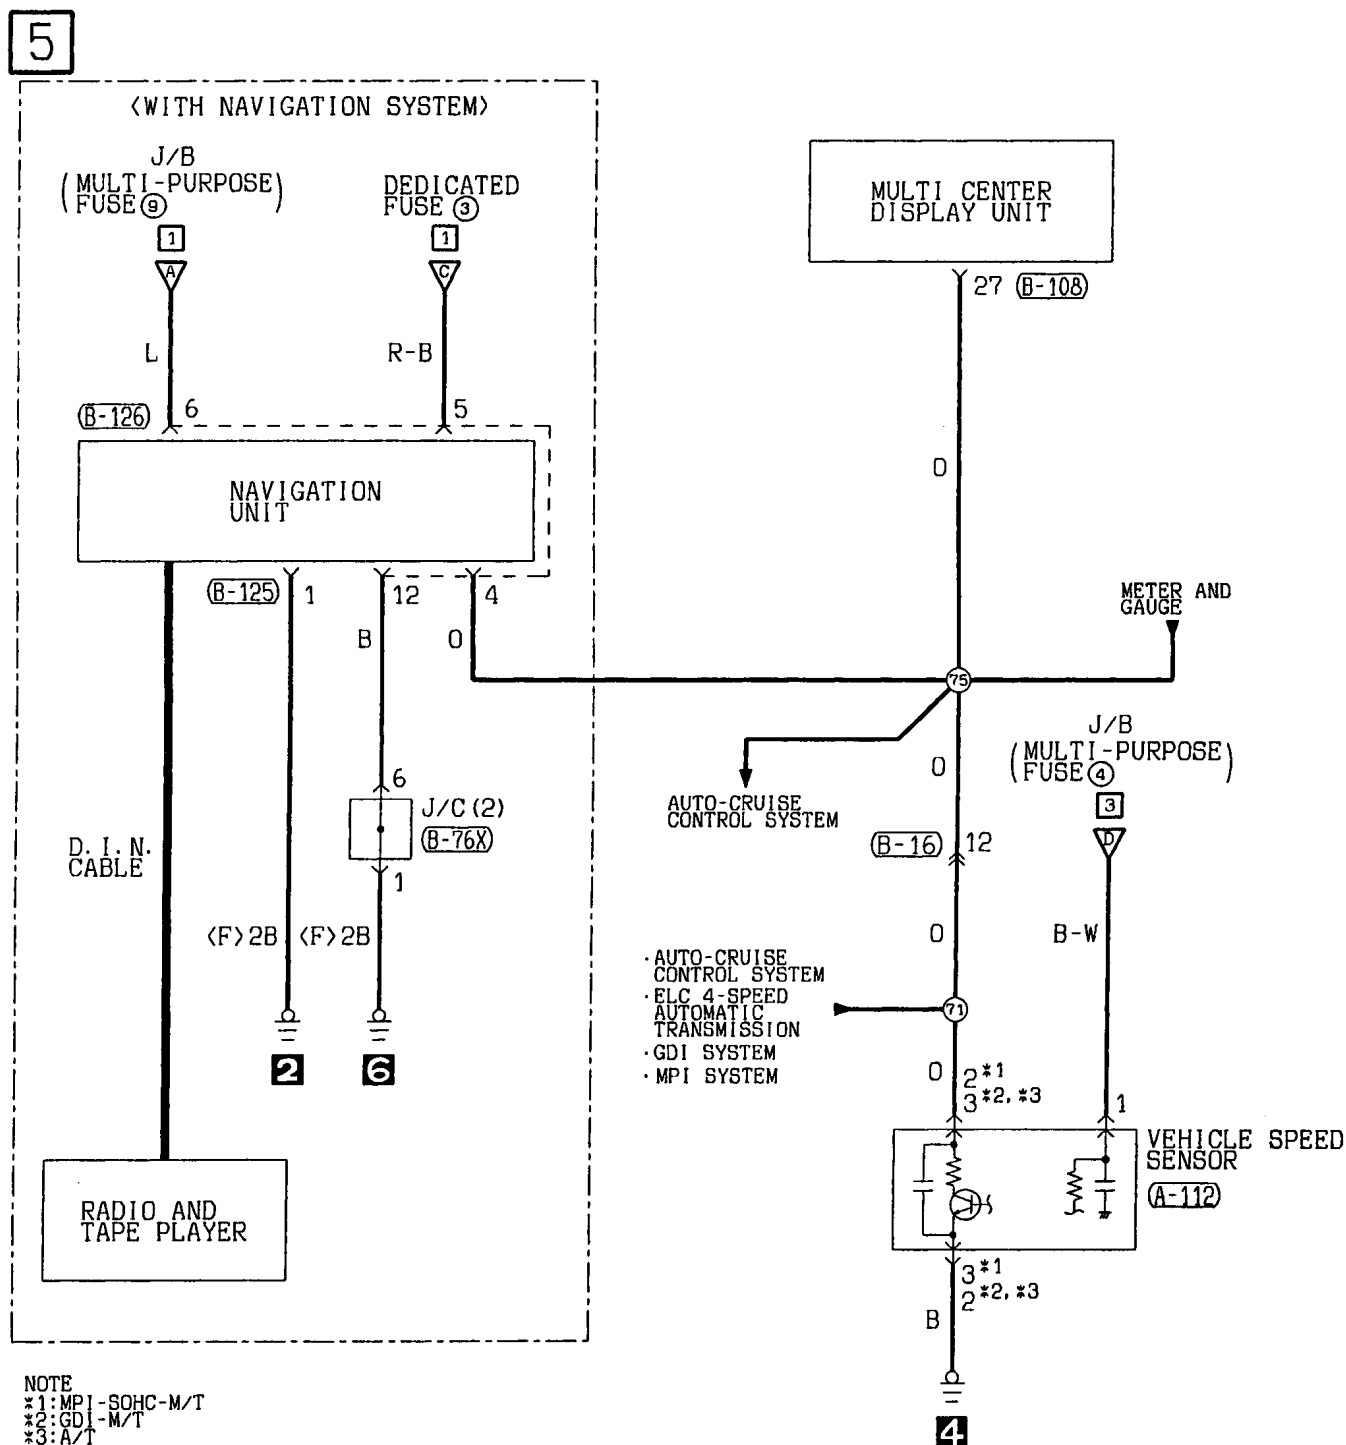 5
<WITH NAVIGATION SYSTEM>
J/B
(MULTI-PURPOSE)
FUSE ⑨
1
A
L
DEDICATED
FUSE ③
1
C
R-B
(B-126) 6
5
NAVIGATION
UNIT
(B-125) 1
12
4
B
O
6
J/C(2)
(B-76X)
1
D.I.N.
CABLE
<F>2B
<F>2B
2
6
RADIO AND
TAPE PLAYER
MULTI CENTER
DISPLAY UNIT
27 (B-108)
O
METER AND
GAUGE
75
AUTO-CRUISE
CONTROL SYSTEM
O
J/B
(MULTI-PURPOSE)
FUSE ④
3
D
(B-16) 12
O
B-W
·AUTO-CRUISE
CONTROL SYSTEM
·ELC 4-SPEED
AUTOMATIC
TRANSMISSION
·GDI SYSTEM
·MPI SYSTEM
71
O
2*1
3*2,*3
1
VEHICLE SPEED
SENSOR
(A-112)
3*1
2*2,*3
B
4
NOTE
*1:MPI-SOHC-M/T
*2:GDI-M/T
*3:A/T